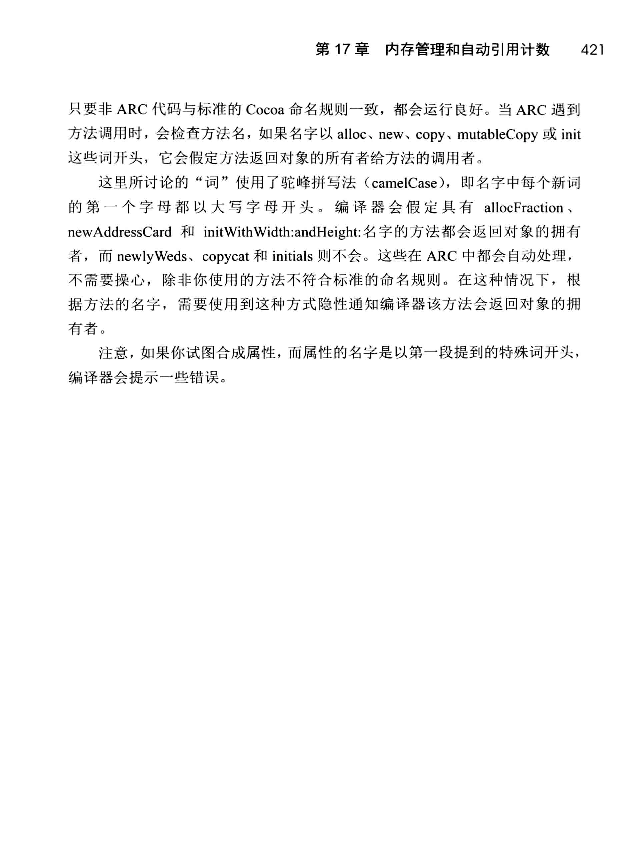 第 17 章　内存管理和自动引用计数　421
只要非 ARC 代码与标准的 Cocoa 命名规则一致，都会运行良好。当 ARC 遇到
方法调用时，会检查方法名，如果名字以 alloc、new、copy、mutableCopy 或 init
这些词开头，它会假定方法返回对象的所有者给方法的调用者。
这里所讨论的“词”使用了驼峰拼写法（camelCase），即名字中每个新词
的第一个字母都以大写字母开头。编译器会假定具有 allocFraction、
newAddressCard 和 initWithWidth:andHeight:名字的方法都会返回对象的拥有
者，而 newlyWeds、copycat 和 initials 则不会。这些在 ARC 中都会自动处理，
不需要操心，除非你使用的方法不符合标准的命名规则。在这种情况下，根
据方法的名字，需要使用到这种方式隐性通知编译器该方法会返回对象的拥
有者。
注意，如果你试图合成属性，而属性的名字是以第一段提到的特殊词开头，
编译器会提示一些错误。